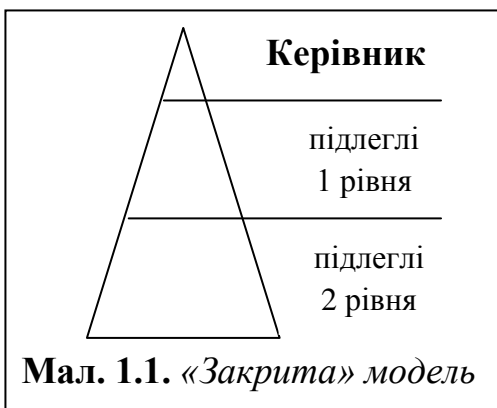 Керівник
підлеглі
1 рівня
підлеглі
2 рівня
Мал. 1.1. «Закрита» модель